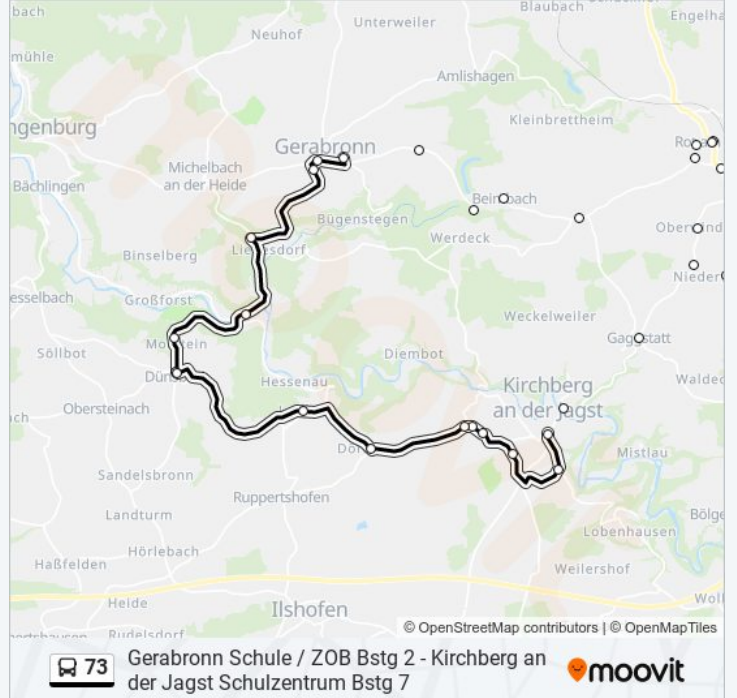 bach
Blaubach
Engelha
Neuhof
Unterweiler
mühle
Amlishagen
Kleinbrettheim
ngenburg
Gerabronn
Michelbach
an der Heide
Bächlingen
Bügenstegen
Werdeck
Binselberg
esselbach
Großforst
Weckelweiler
Söllbot
Diembot
Kirchberg
an der Jagst
Waldec
Hessenau
Obersteinach
ach
Mistlau
Sandelsbronn
Ruppertshofen
Landturm
Bölge
Lobenhausen
Hörlebach
Haßfelden
Weilershof
Heide
Ilshofen
Rudelsdorf
© OpenStreetMap contributors | © OpenMapTiles
73
Gerabronn Schule / ZOB Bstg 2 - Kirchberg an
der Jagst Schulzentrum Bstg 7
moovit